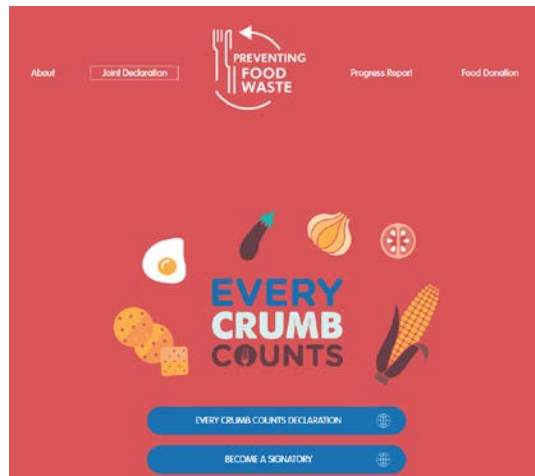 About
Joint Declaration
PREVENTING
FOOD
WASTE
Progress Report
Food Donation
EVERY
CRUMB
COUNTS
EVERY CRUMB COUNTS DECLARATION
BECOME A SIGNATORY